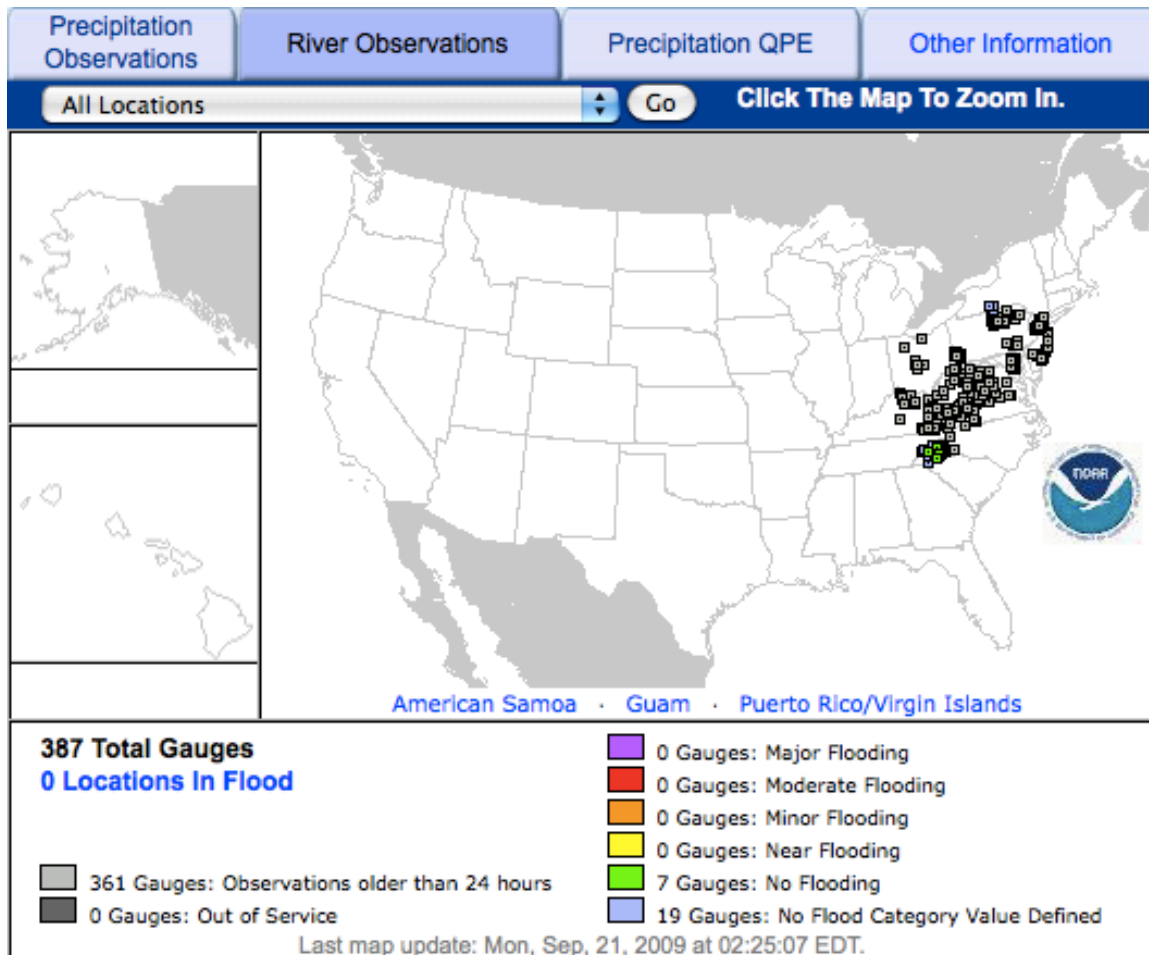 Precipitation
Observations
River Observations
Precipitation QPE
Other Information
All Locations
Go
Click The Map To Zoom In.
NOAA
American Samoa · Guam · Puerto Rico/Virgin Islands
387 Total Gauges
0 Locations In Flood
361 Gauges: Observations older than 24 hours
0 Gauges: Out of Service
0 Gauges: Major Flooding
0 Gauges: Moderate Flooding
0 Gauges: Minor Flooding
0 Gauges: Near Flooding
7 Gauges: No Flooding
19 Gauges: No Flood Category Value Defined
Last map update: Mon, Sep, 21, 2009 at 02:25:07 EDT.